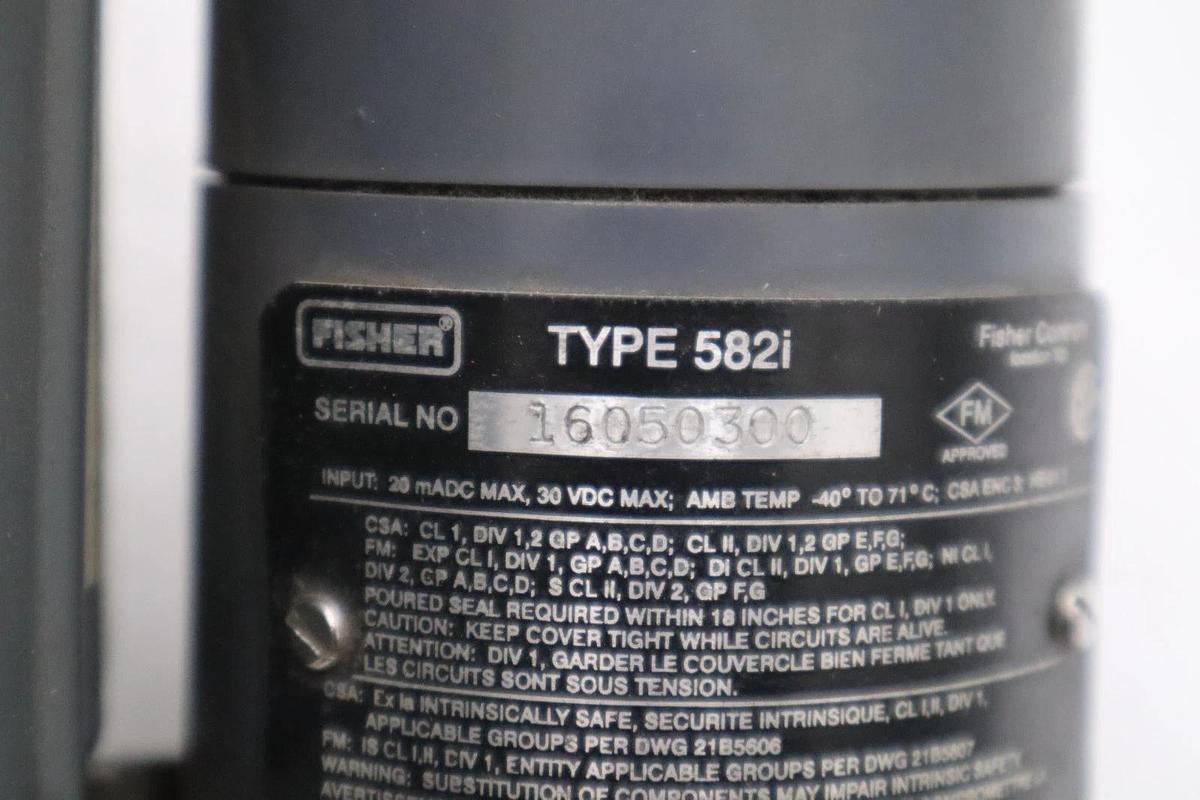 FISHER®
TYPE 582i
Fisher
SERIAL NO 16050300
FM
APPROVED
INPUT: 20 mADC MAX, 30 VDC MAX; AMB TEMP -40° TO 71° C; CSA ENC 3;
CSA: CL 1, DIV 1,2 GP A,B,C,D; CL II, DIV 1,2 GP E,F,G;
FM: EXP CL I, DIV 1, GP A,B,C,D; DI CL II, DIV 1, GP E,F,G; NI CL I,
DIV 2, GP A,B,C,D; S CL II, DIV 2, GP F,G
POURED SEAL REQUIRED WITHIN 18 INCHES FOR CL I, DIV 1 ONLY.
CAUTION: KEEP COVER TIGHT WHILE CIRCUITS ARE ALIVE.
ATTENTION: DIV 1, GARDER LE COUVERCLE BIEN FERME TANT QUE
LES CIRCUITS SONT SOUS TENSION.
CSA: Ex ia INTRINSICALLY SAFE, SECURITE INTRINSIQUE, CL I,II, DIV 1,
APPLICABLE GROUPS PER DWG 21B5606
FM: IS CL I,II, DIV 1, ENTITY APPLICABLE GROUPS PER DWG 21B5607
WARNING: SUBSTITUTION OF COMPONENTS MAY IMPAIR INTRINSIC SAFETY